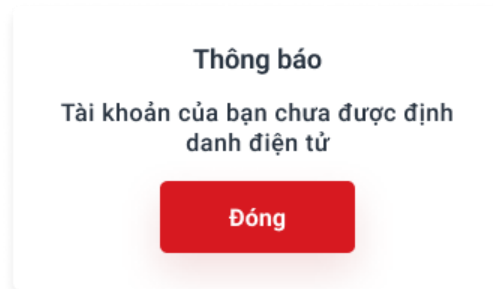 Thông báo
Tài khoản của bạn chưa được định
danh điện tử
Đóng